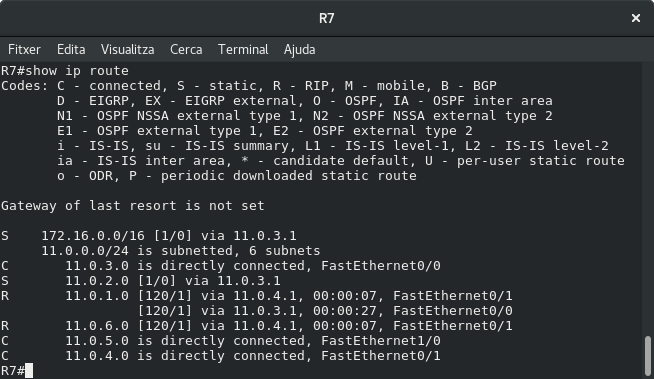 R7
Fitxer Edita Visualitza Cerca Terminal Ajuda
R7#show ip route
Codes: C - connected, S - static, R - RIP, M - mobile, B - BGP
       D - EIGRP, EX - EIGRP external, O - OSPF, IA - OSPF inter area
       N1 - OSPF NSSA external type 1, N2 - OSPF NSSA external type 2
       E1 - OSPF external type 1, E2 - OSPF external type 2
       i - IS-IS, su - IS-IS summary, L1 - IS-IS level-1, L2 - IS-IS level-2
       ia - IS-IS inter area, * - candidate default, U - per-user static route
       o - ODR, P - periodic downloaded static route
Gateway of last resort is not set
S    172.16.0.0/16 [1/0] via 11.0.3.1
     11.0.0.0/24 is subnetted, 6 subnets
C       11.0.3.0 is directly connected, FastEthernet0/0
S       11.0.2.0 [1/0] via 11.0.3.1
R       11.0.1.0 [120/1] via 11.0.4.1, 00:00:07, FastEthernet0/1
                 [120/1] via 11.0.3.1, 00:00:27, FastEthernet0/0
R       11.0.6.0 [120/1] via 11.0.4.1, 00:00:07, FastEthernet0/1
C       11.0.5.0 is directly connected, FastEthernet1/0
C       11.0.4.0 is directly connected, FastEthernet0/1
R7#